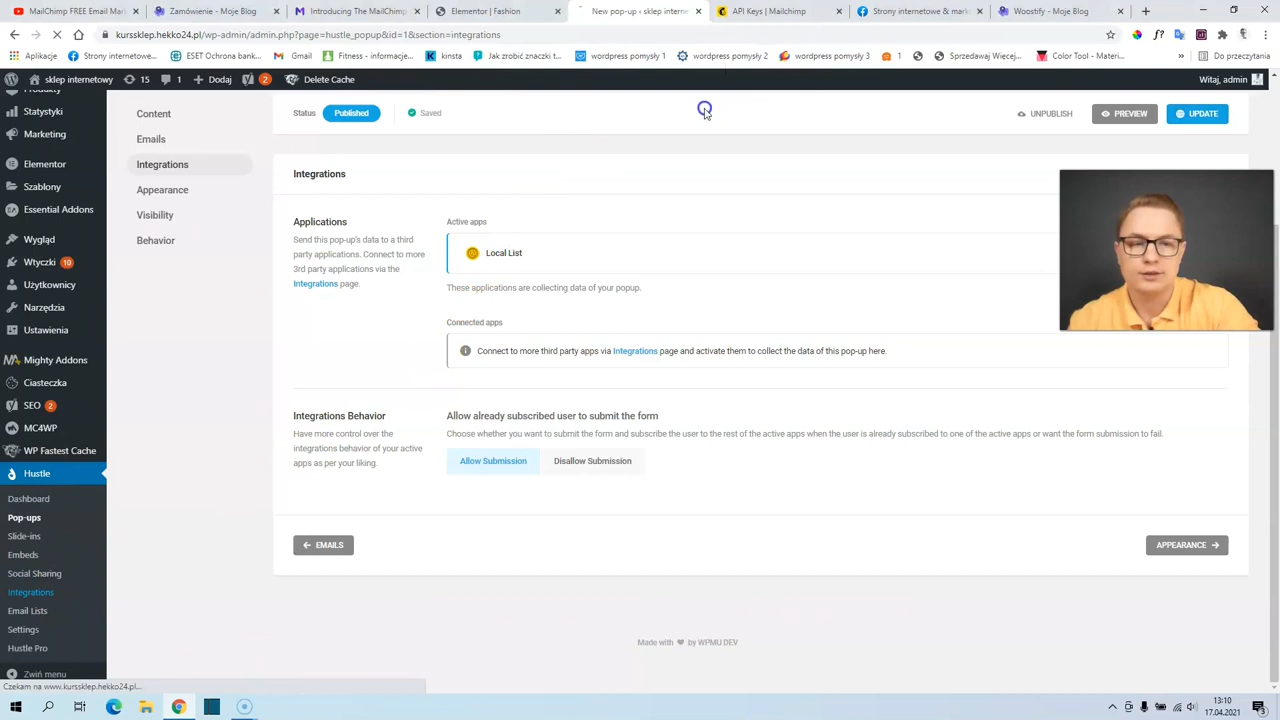 MailChimp For WordPres
Integrating The MailChimp
Elementor | Fashion
New pop-up ‹ sklep interne
API Keys | Mailchimp
Strony internetowe & mark
Woostify - Moje Blog
kurssklep.hekko24.pl/wp-admin/admin.php?page=hustle_popup&id=1&section=integrations
Aplikacje
Strony internetowe...
ESET Ochrona ban...
Gmail
Fitness - informacje,...
kinsta
Jak zrobić znaczki t...
wordpress pomysły 1
wordpress pomysły 2
wordpress pomysły 3
1
Sprzedawaj Więcej,...
Color Tool - Materi...
»
Do przeczytania
sklep internetowy
15
1
Dodaj
2
Delete Cache
Witaj, admin
Produkty
Statystyki
Marketing
Elementor
Szablony
Essential Addons
Wygląd
Wtyczki 10
Użytkownicy
Narzędzia
Ustawienia
Mighty Addons
Ciasteczka
SEO 2
MC4WP
WP Fastest Cache
Hustle
Dashboard
Pop-ups
Slide-ins
Embeds
Social Sharing
Integrations
Email Lists
Settings
Hustle Pro
Zwiń menu
Content
Emails
Integrations
Appearance
Visibility
Behavior
Status
Published
Saved
UNPUBLISH
PREVIEW
UPDATE
Integrations
Applications
Send this pop-up's data to a third
party applications. Connect to more
3rd party applications via the
Integrations page.
Active apps
Local List
These applications are collecting data of your popup.
Connected apps
Connect to more third party apps via Integrations page and activate them to collect the data of this pop-up here.
Integrations Behavior
Have more control over the
integrations behavior of your active
apps as per your liking.
Allow already subscribed user to submit the form
Choose whether you want to submit the form and subscribe the user to the rest of the active apps when the user is already subscribed to one of the active apps or want the form submission to fail.
Allow Submission
Disallow Submission
EMAILS
APPEARANCE
Made with ♥ by WPMU DEV
Czekam na www.kurssklep.hekko24.pl...
13:10
17.04.2021
3